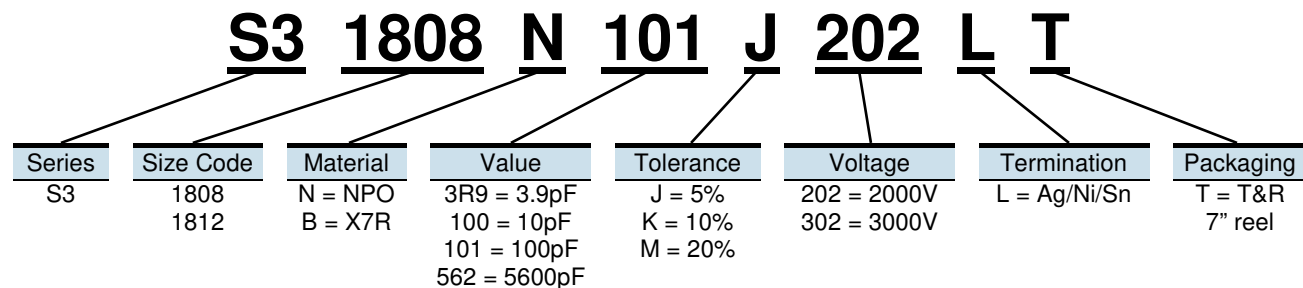 S3 1808 N 101 J 202 L T
Series Size Code Material Value Tolerance Voltage Termination Packaging
S3 1808 N = NPO 3R9 = 3.9pF J = 5% 202 = 2000V L = Ag/Ni/Sn T = T&R
1812 B = X7R 100 = 10pF K = 10% 302 = 3000V 7” reel
101 = 100pF M = 20%
562 = 5600pF